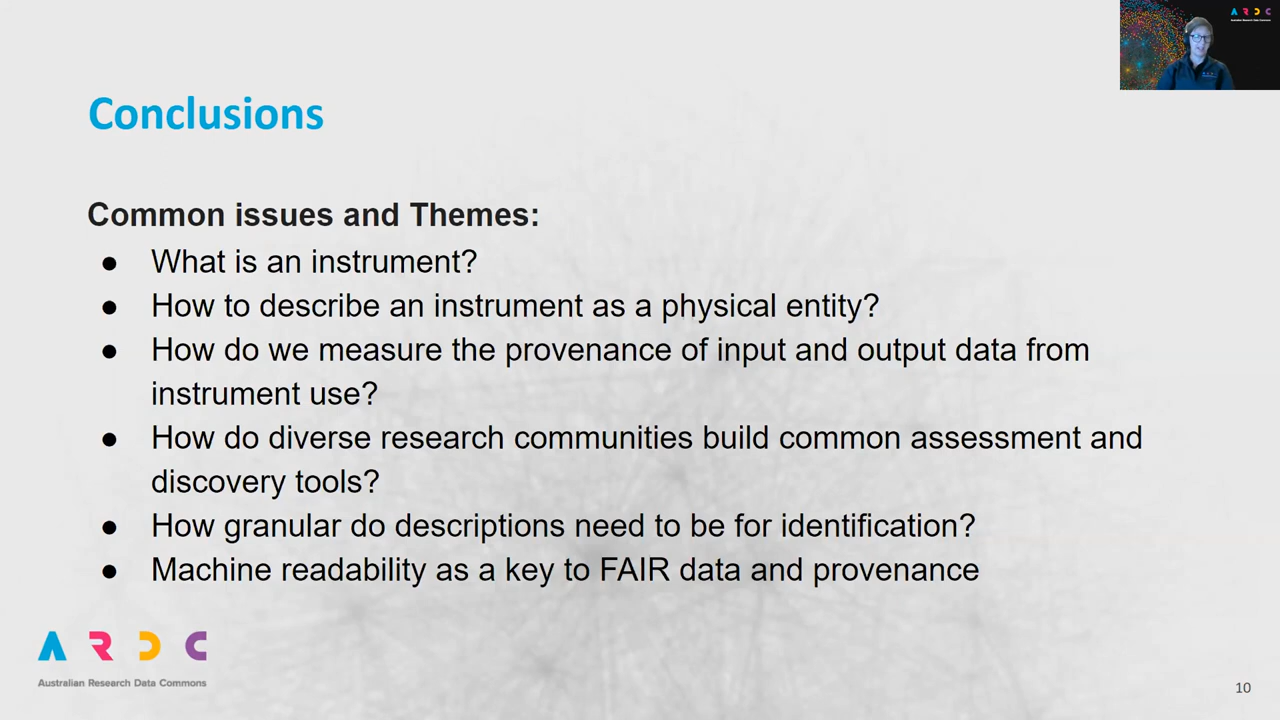 A R D C
Conclusions
Common issues and Themes:
● What is an instrument?
● How to describe an instrument as a physical entity?
● How do we measure the provenance of input and output data from
instrument use?
● How do diverse research communities build common assessment and
discovery tools?
● How granular do descriptions need to be for identification?
● Machine readability as a key to FAIR data and provenance
A R D C
Australian Research Data Commons
10